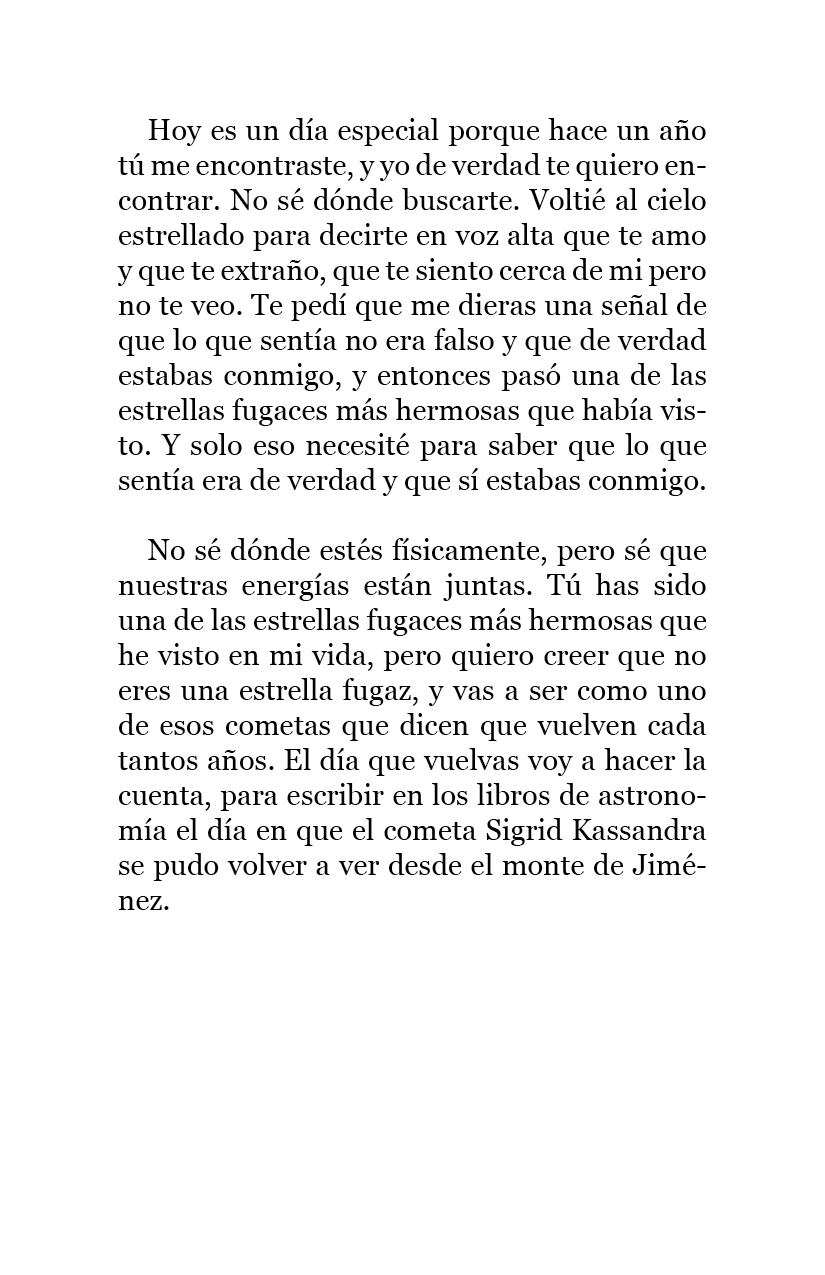 Hoy es un día especial porque hace un año
tú me encontraste, y yo de verdad te quiero en-
contrar. No sé dónde buscarte. Voltié al cielo
estrellado para decirte en voz alta que te amo
y que te extraño, que te siento cerca de mi pero
no te veo. Te pedí que me dieras una señal de
que lo que sentía no era falso y que de verdad
estabas conmigo, y entonces pasó una de las
estrellas fugaces más hermosas que había vis-
to. Y solo eso necesité para saber que lo que
sentía era de verdad y que sí estabas conmigo.
No sé dónde estés físicamente, pero sé que
nuestras energías están juntas. Tú has sido
una de las estrellas fugaces más hermosas que
he visto en mi vida, pero quiero creer que no
eres una estrella fugaz, y vas a ser como uno
de esos cometas que dicen que vuelven cada
tantos años. El día que vuelvas voy a hacer la
cuenta, para escribir en los libros de astrono-
mía el día en que el cometa Sigrid Kassandra
se pudo volver a ver desde el monte de Jimé-
nez.